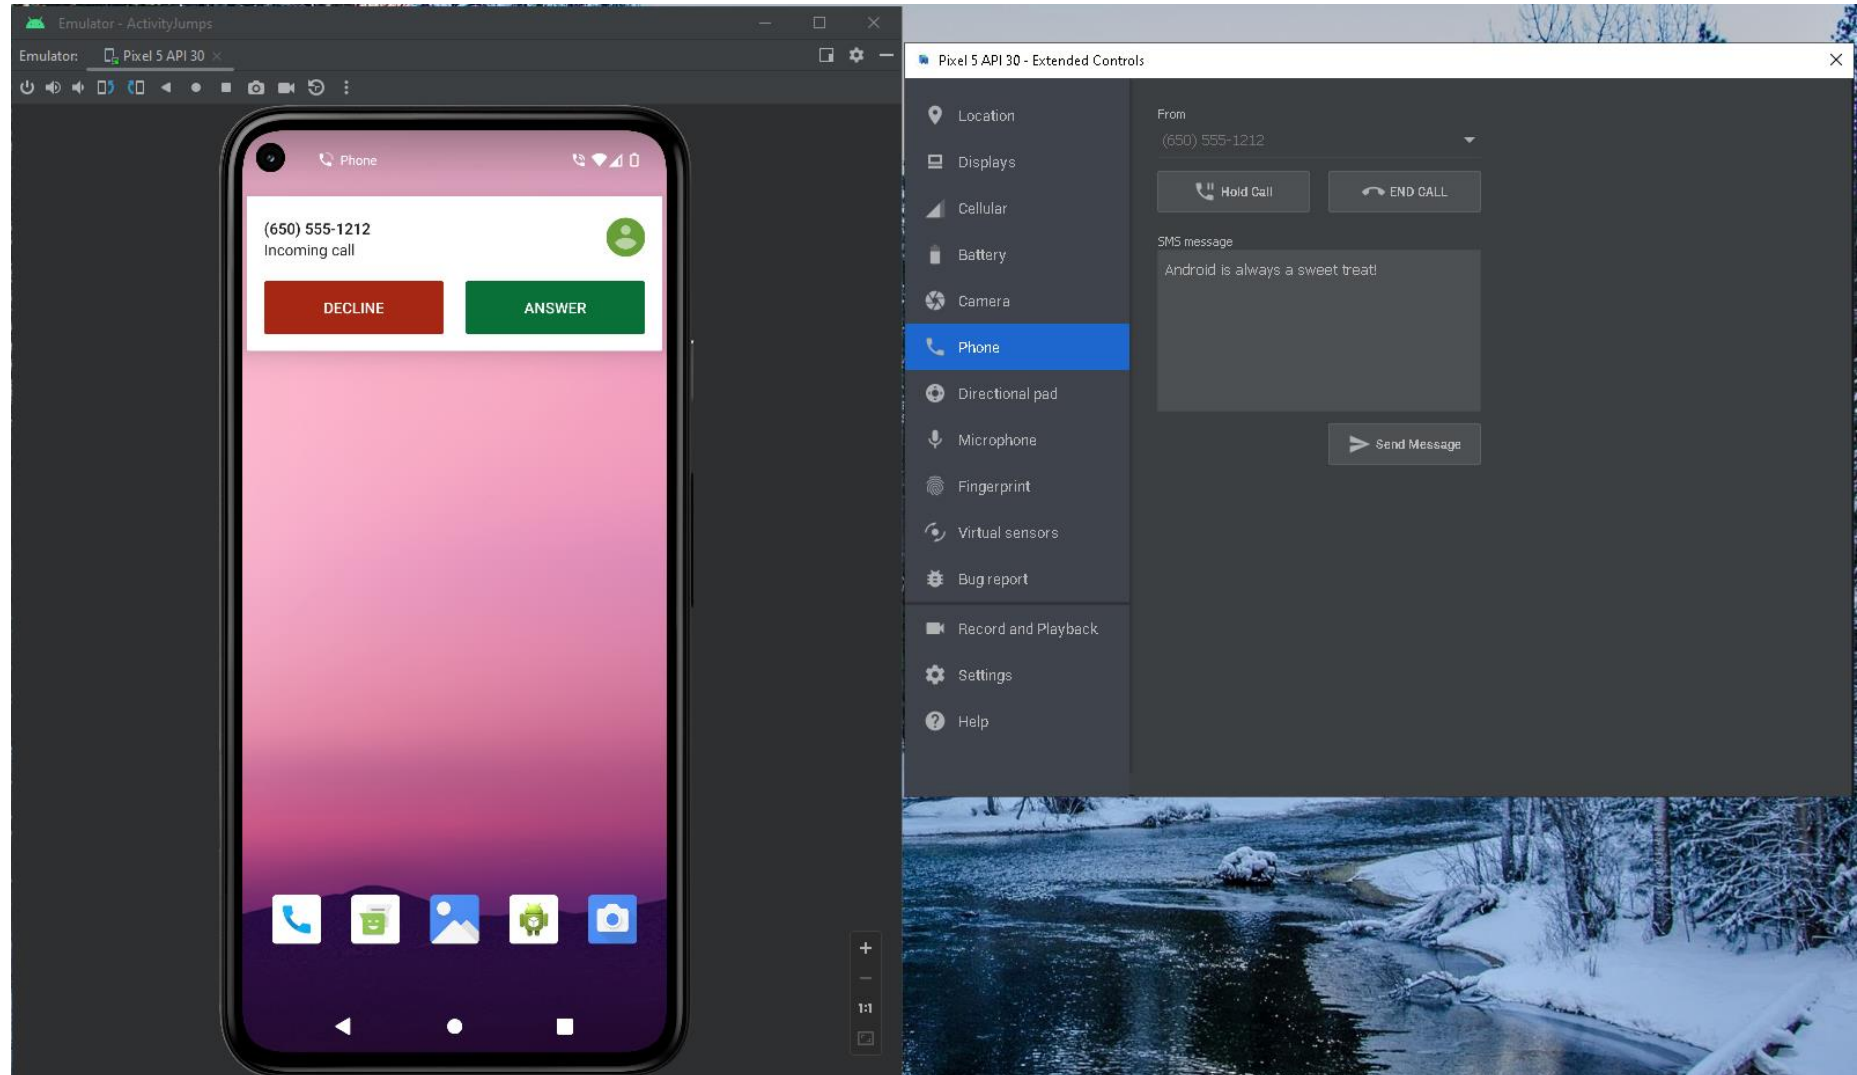 Emulator - ActivityJumps
Emulator:
Pixel 5 API 30
Phone
(650) 555-1212
Incoming call
DECLINE
ANSWER
1:1
Pixel 5 API 30 - Extended Controls
Location
Displays
Cellular
Battery
Camera
Phone
Directional pad
Microphone
Fingerprint
Virtual sensors
Bug report
Record and Playback
Settings
Help
From
(650) 555-1212
Hold Call
END CALL
SMS message
Android is always a sweet treat!
Send Message